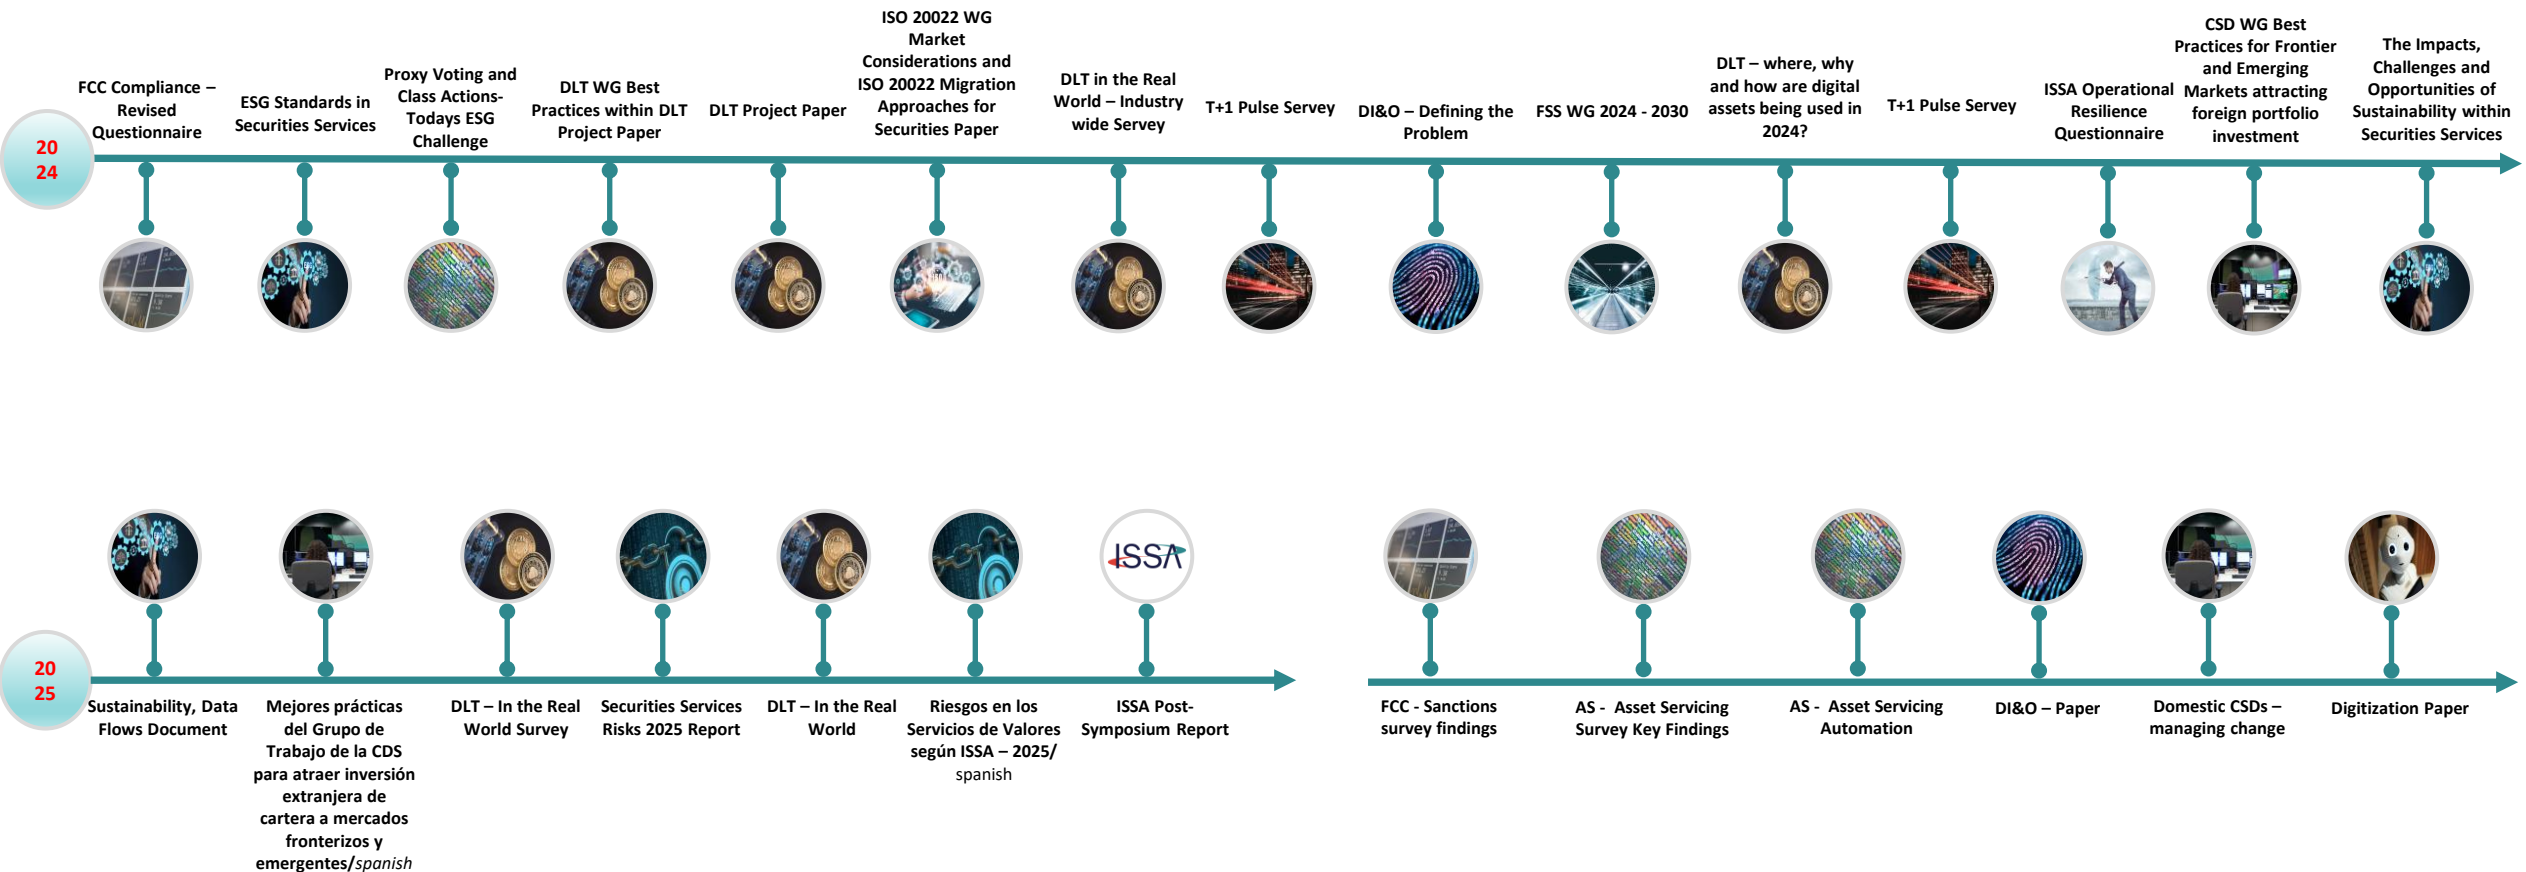 20
24
FCC Compliance –
Revised
Questionnaire
ESG Standards in
Securities Services
Proxy Voting and
Class Actions-
Todays ESG
Challenge
DLT WG Best
Practices within DLT
Project Paper
DLT Project Paper
ISO 20022 WG
Market
Considerations and
ISO 20022 Migration
Approaches for
Securities Paper
DLT in the Real
World – Industry
wide Servey
T+1 Pulse Servey
DI&O – Defining the
Problem
FSS WG 2024 - 2030
DLT – where, why
and how are digital
assets being used in
2024?
T+1 Pulse Servey
ISSA Operational
Resilience
Questionnaire
CSD WG Best
Practices for Frontier
and Emerging
Markets attracting
foreign portfolio
investment
The Impacts,
Challenges and
Opportunities of
Sustainability within
Securities Services
ISSA
20
25
Sustainability, Data
Flows Document
Mejores prácticas
del Grupo de
Trabajo de la CDS
para atraer inversión
extranjera de
cartera a mercados
fronterizos y
emergentes/spanish
DLT – In the Real
World Survey
Securities Services
Risks 2025 Report
DLT – In the Real
World
Riesgos en los
Servicios de Valores
según ISSA – 2025/
spanish
ISSA Post-
Symposium Report
FCC - Sanctions
survey findings
AS - Asset Servicing
Survey Key Findings
AS - Asset Servicing
Automation
DI&O – Paper
Domestic CSDs –
managing change
Digitization Paper